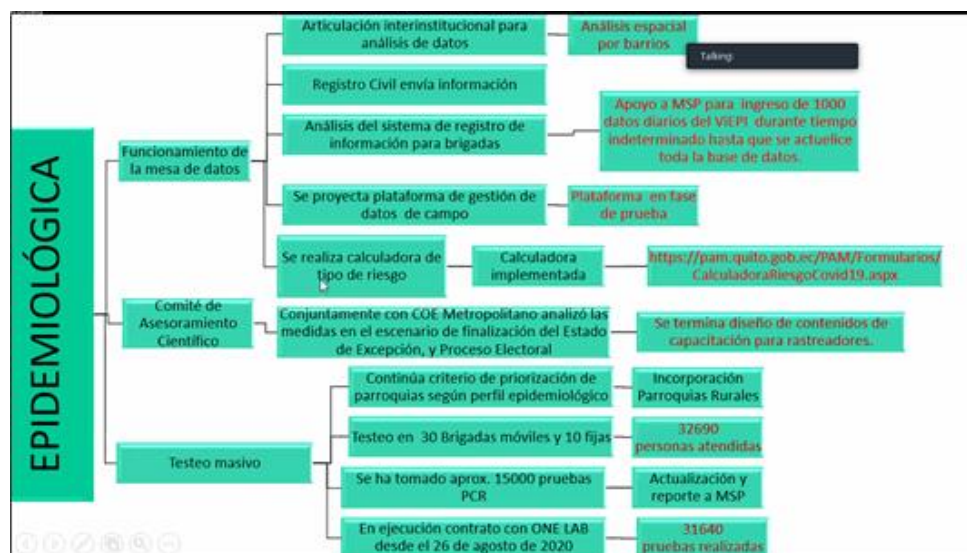 EPIDEMIOLÓGICA
Funcionamiento de
la mesa de datos
Articulación interinstitucional para
análisis de datos
Análisis espacial
por barrios
Talking:
Registro Civil envía información
Análisis del sistema de registro de
información para brigadas
Apoyo a MSP para ingreso de 1000
datos diarios del ViEPI durante tiempo
indeterminado hasta que se actuelice
toda la base de datos.
Se proyecta plataforma de gestión de
datos de campo
Plataforma en fase
de prueba
Se realiza calculadora de
tipo de riesgo
Calculadora
implementada
https://pam.quito.gob.ec/PAM/Formularios/
CalculadoraRiesgoCovid19.aspx
Comité de
Asesoramiento
Científico
Conjuntamente con COE Metropolitano analizó las
medidas en el escenario de finalización del Estado
de Excepción, y Proceso Electoral
Se termina diseño de contenidos de
capacitación para rastreadores.
Testeo masivo
Continúa criterio de priorización de
parroquias según perfil epidemiológico
Incorporación
Parroquias Rurales
Testeo en 30 Brigadas móviles y 10 fijas
32690
personas atendidas
Se ha tomado aprox. 15000 pruebas
PCR
Actualización y
reporte a MSP
En ejecución contrato con ONE LAB
desde el 26 de agosto de 2020
31640
pruebas realizadas